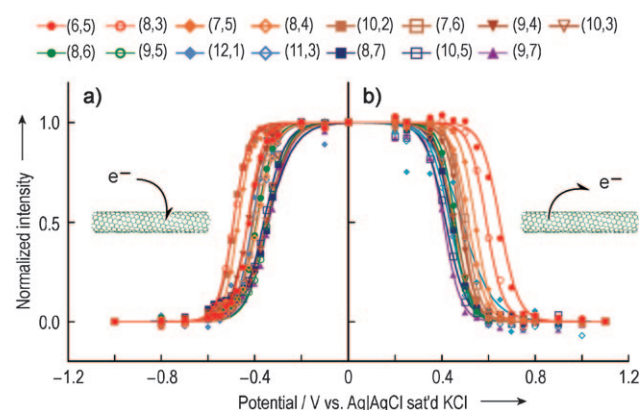 (6,5) (8,3) (7,5) (8,4) (10,2) (7,6) (9,4) (10,3)
(8,6) (9,5) (12,1) (11,3) (8,7) (10,5) (9,7)
a) b)
1.0
e⁻ e⁻
Normalized intensity
0.5
0.0
−1.2 −0.8 −0.4 0 0.4 0.8 1.2
Potential / V vs. Ag|AgCl sat'd KCl